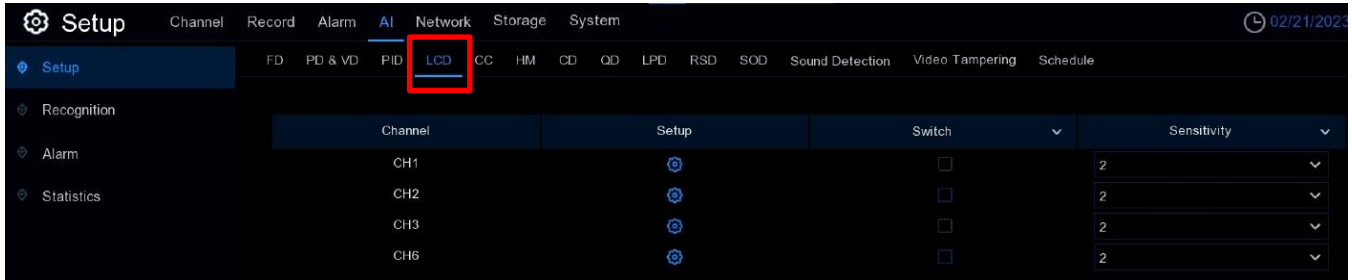 Setup Channel Record Alarm AI Network Storage System 02/21/2023
Setup FD PD & VD PID LCD CC HM CD QD LPD RSD SOD Sound Detection Video Tampering Schedule
Recognition
Channel Setup Switch Sensitivity
Alarm
CH1 2
Statistics
CH2 2
CH3 2
CH6 2